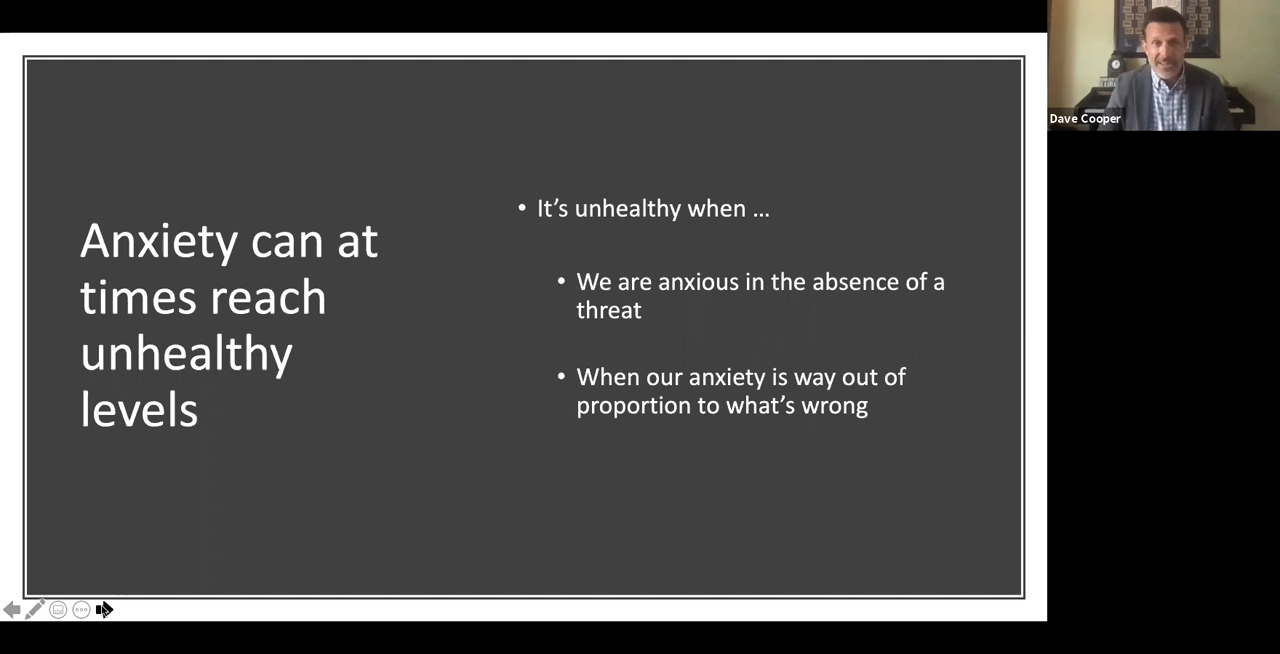 Anxiety can at
times reach
unhealthy
levels
• It’s unhealthy when ...
• We are anxious in the absence of a
threat
• When our anxiety is way out of
proportion to what’s wrong
Dave Cooper